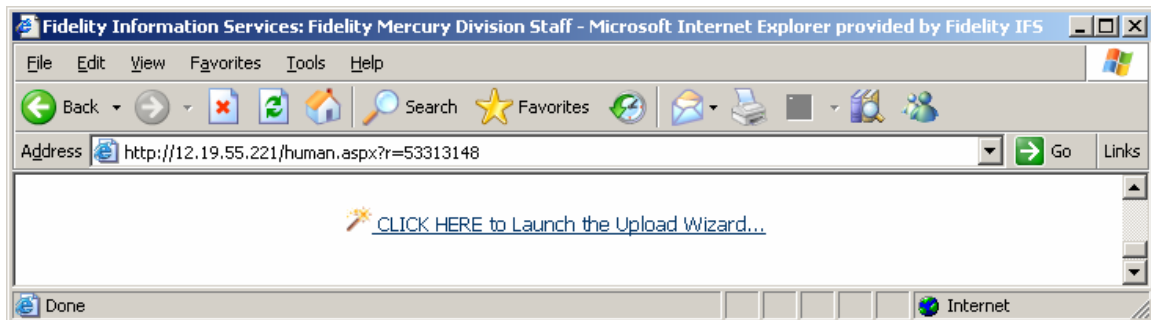 Fidelity Information Services: Fidelity Mercury Division Staff - Microsoft Internet Explorer provided by Fidelity IFS
File Edit View Favorites Tools Help
Back Search Favorites
Address http://12.19.55.221/human.aspx?r=53313148 Go Links
CLICK HERE to Launch the Upload Wizard...
Done Internet